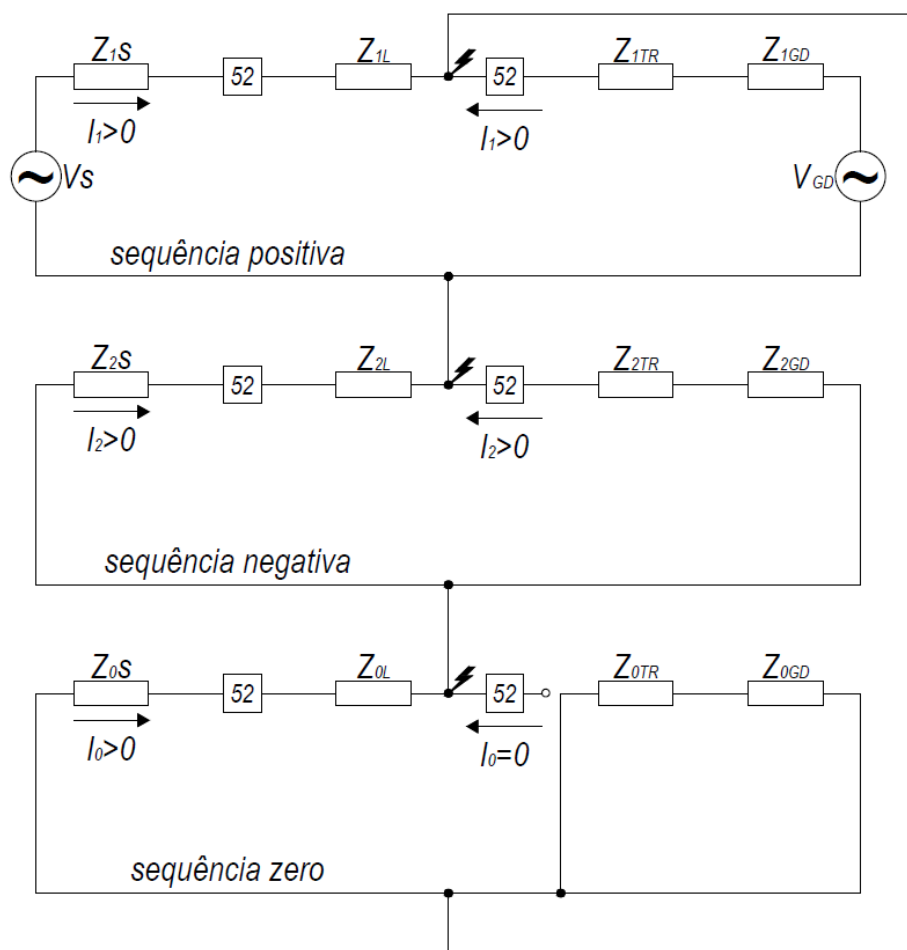 Z1s 52 Z1L 52 Z1TR Z1GD
I1>0 I1>0
Vs VGD
sequência positiva
Z2s 52 Z2L 52 Z2TR Z2GD
I2>0 I2>0
sequência negativa
Z0s 52 Z0L 52 Z0TR Z0GD
I0>0 I0=0
sequência zero